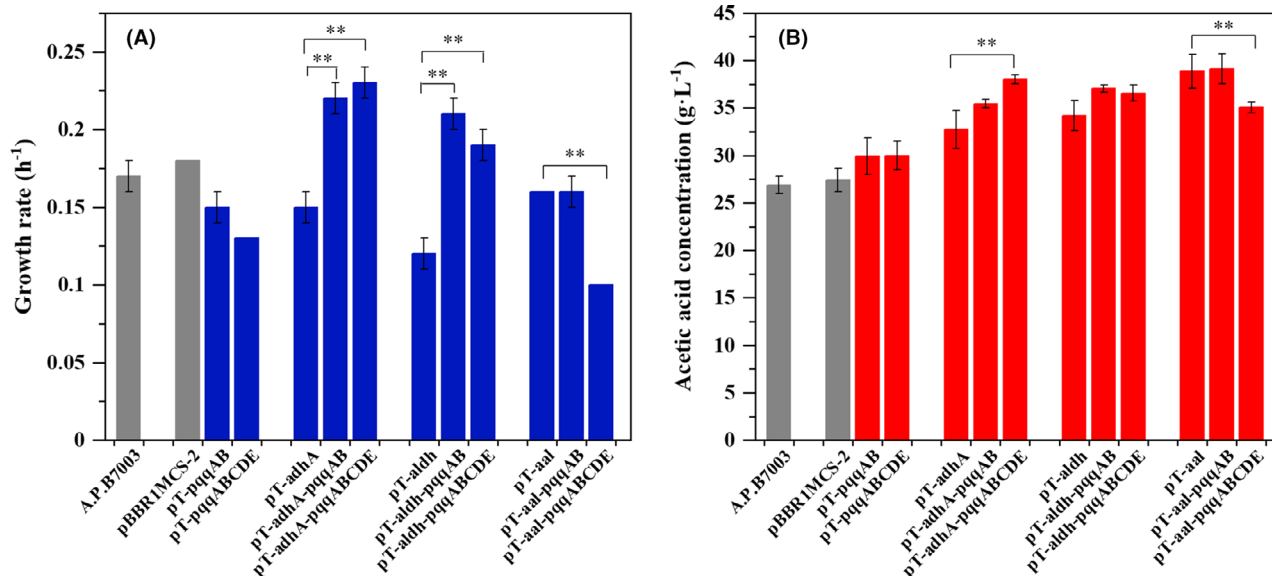 (A)
Growth rate (h⁻¹)
0.25
0.2
0.15
0.1
0.05
0
**
**
**
**
**
A.P.B7003
pBBR1MCS-2
pT-pqqAB
pT-pqqABCDE
pT-adhA
pT-adhA-pqqAB
pT-adhA-pqqABCDE
pT-aldh
pT-aldh-pqqAB
pT-aldh-pqqABCDE
pT-aal
pT-aal-pqqAB
pT-aal-pqqABCDE
(B)
Acetic acid concentration (g·L⁻¹)
45
40
35
30
25
20
15
10
5
0
**
**
A.P.B7003
pBBR1MCS-2
pT-pqqAB
pT-pqqABCDE
pT-adhA
pT-adhA-pqqAB
pT-adhA-pqqABCDE
pT-aldh
pT-aldh-pqqAB
pT-aldh-pqqABCDE
pT-aal
pT-aal-pqqAB
pT-aal-pqqABCDE